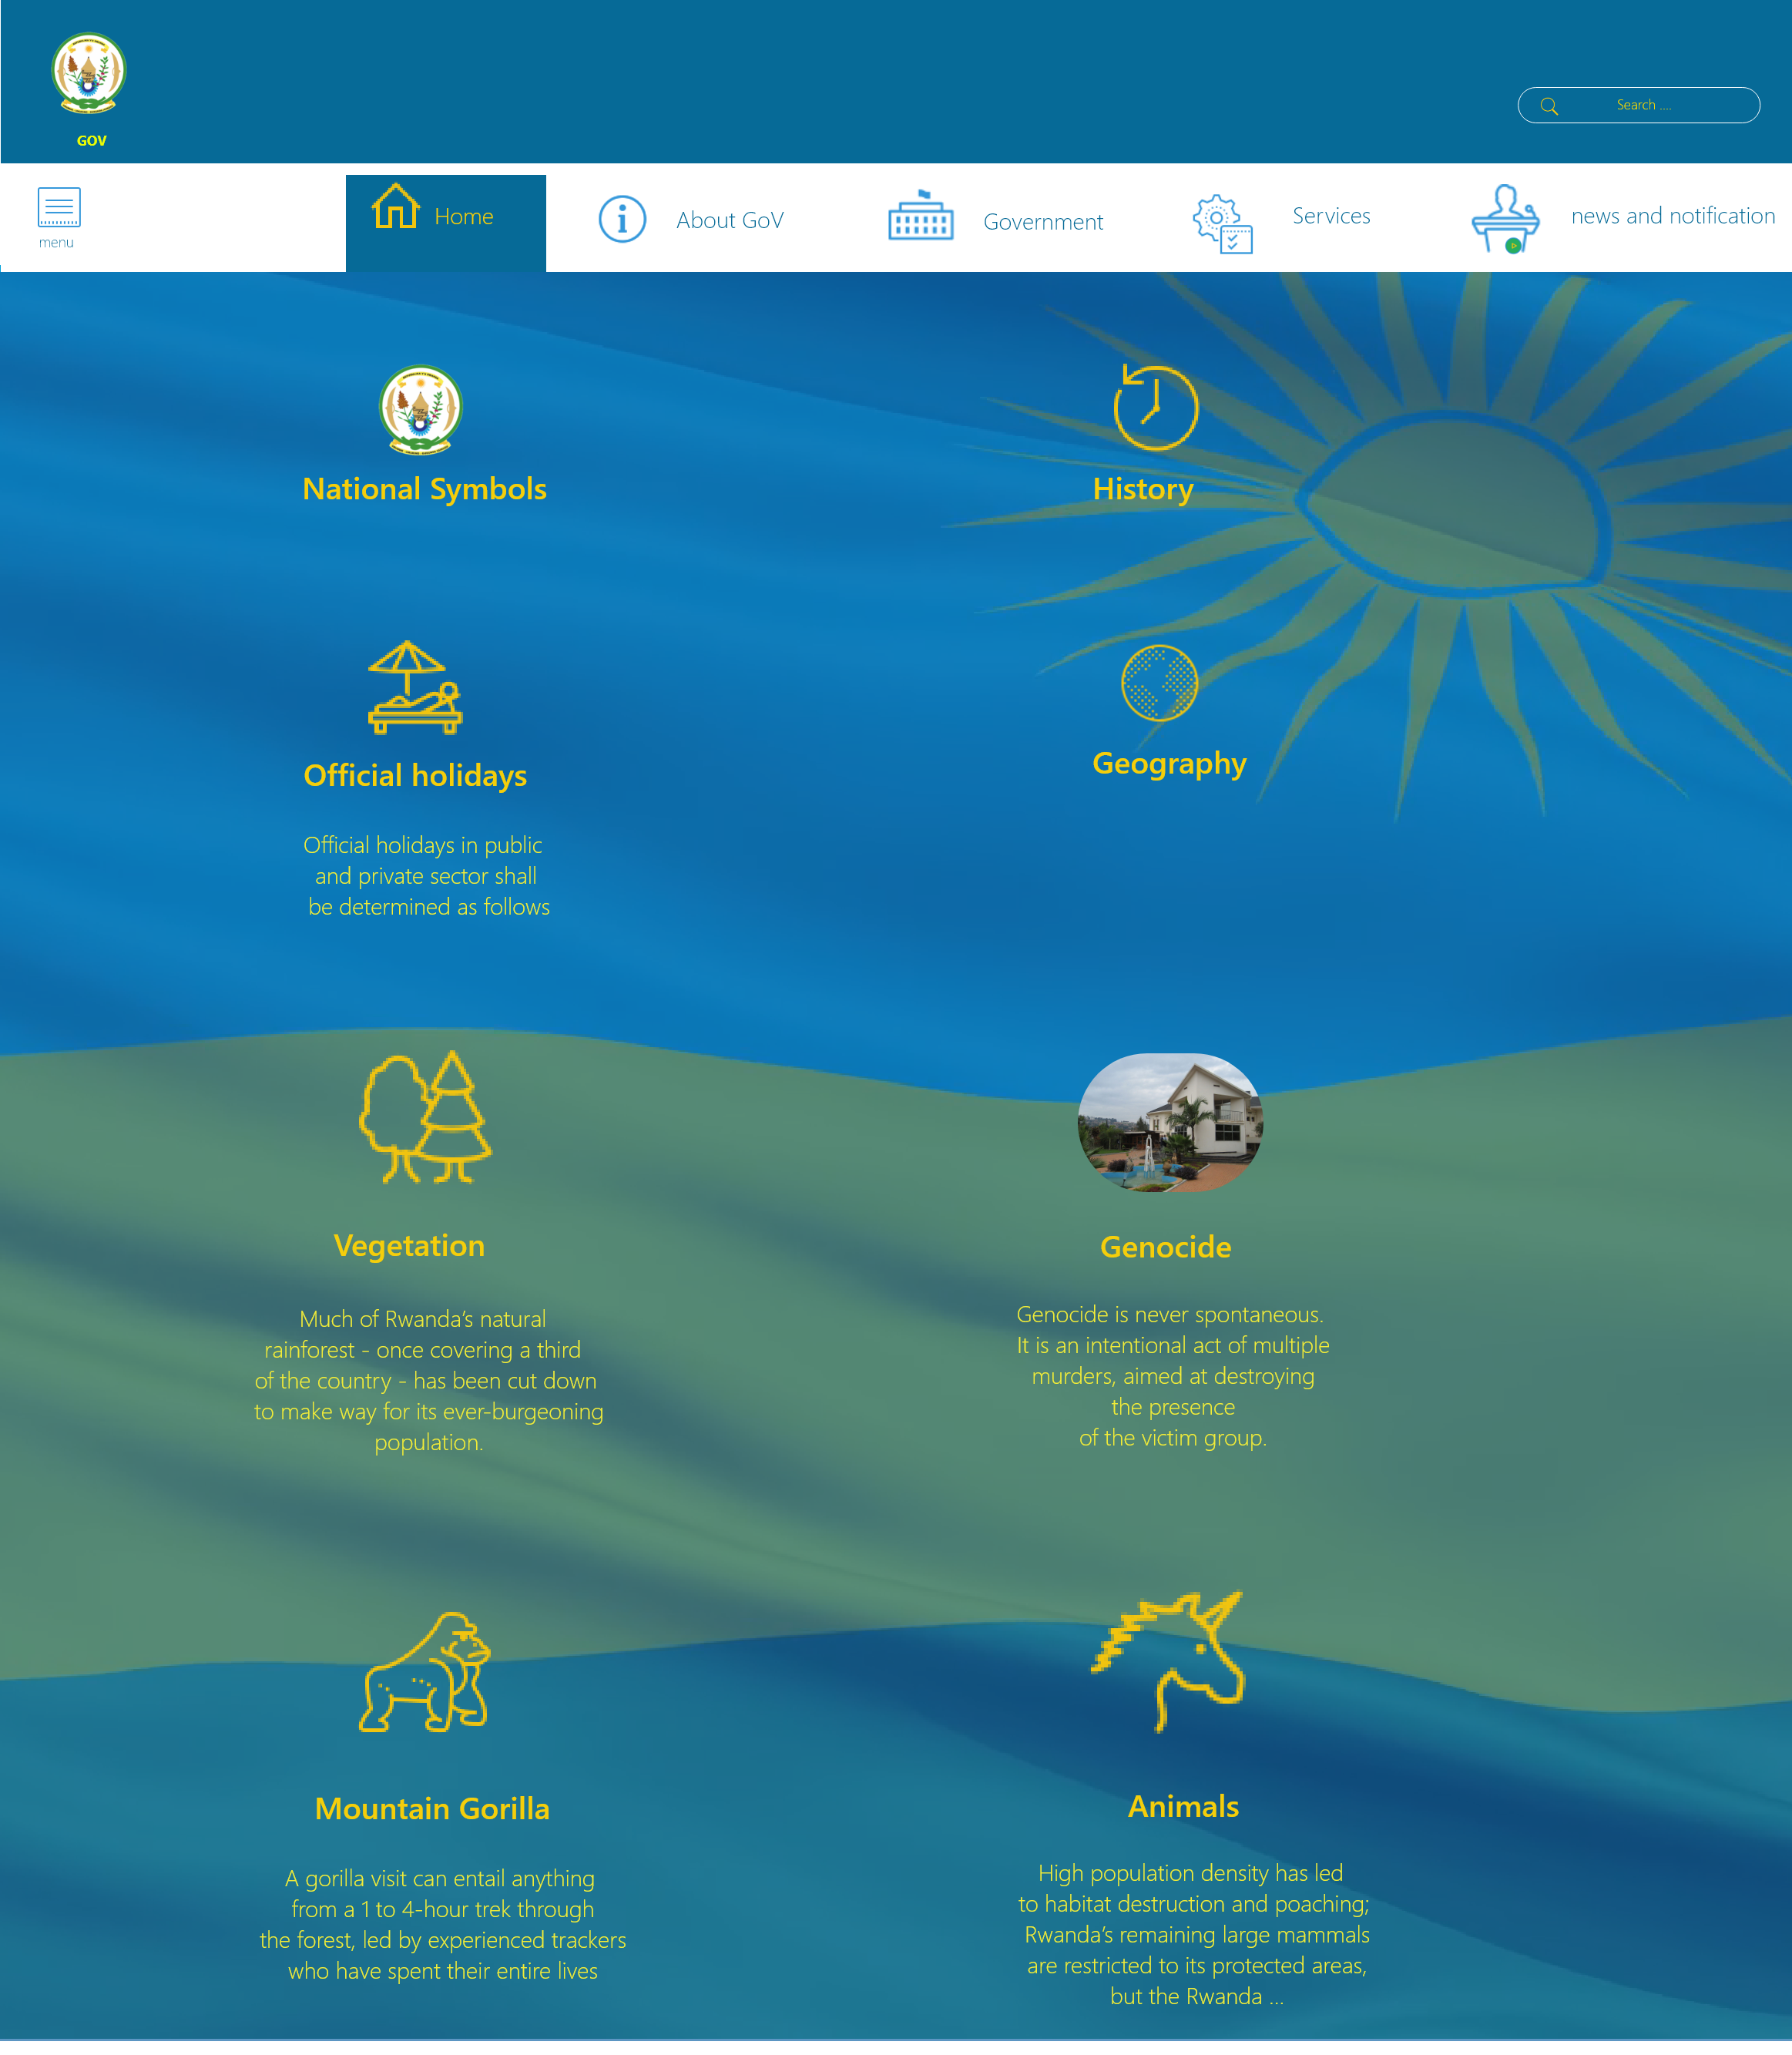 GOV
Search ....
menu
Home
About GoV
Government
Services
news and notification
National Symbols
History
Official holidays
Official holidays in public
and private sector shall
be determined as follows
Geography
Vegetation
Much of Rwanda’s natural
rainforest - once covering a third
of the country - has been cut down
to make way for its ever-burgeoning
population.
Genocide
Genocide is never spontaneous.
It is an intentional act of multiple
murders, aimed at destroying
the presence
of the victim group.
Mountain Gorilla
A gorilla visit can entail anything
from a 1 to 4-hour trek through
the forest, led by experienced trackers
who have spent their entire lives
Animals
High population density has led
to habitat destruction and poaching;
Rwanda’s remaining large mammals
are restricted to its protected areas,
but the Rwanda ...